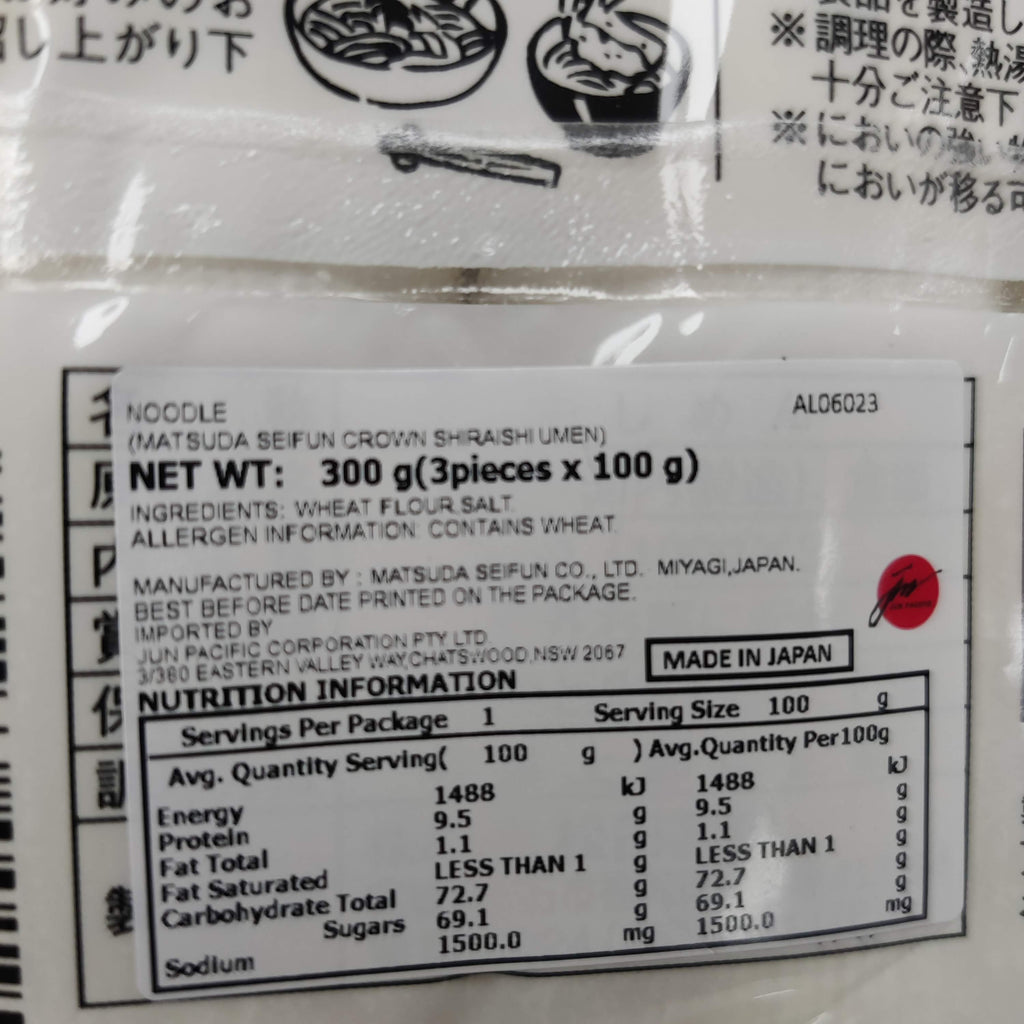 し上がり下
※調理の際、熱湯
十分ご注意下
※においの強い
においが移る可
NOODLE
AL06023
(MATSUDA SEIFUN CROWN SHIRAISHI UMEN)
NET WT: 300 g(3pieces x 100 g)
INGREDIENTS: WHEAT FLOUR.SALT.
ALLERGEN INFORMATION: CONTAINS WHEAT.
MANUFACTURED BY : MATSUDA SEIFUN CO., LTD. MIYAGI,JAPAN.
BEST BEFORE DATE PRINTED ON THE PACKAGE.
IMPORTED BY
JUN PACIFIC CORPORATION PTY LTD.
3/380 EASTERN VALLEY WAY,CHATSWOOD,NSW 2067
MADE IN JAPAN
JUN PACIFIC
NUTRITION INFORMATION
Servings Per Package 1 Serving Size 100 g
Avg. Quantity Serving( 100 g ) Avg.Quantity Per100g
Energy 1488 kJ 1488 kJ
Protein 9.5 g 9.5 g
Fat Total 1.1 g 1.1 g
Fat Saturated LESS THAN 1 g LESS THAN 1 g
Carbohydrate Total 72.7 g 72.7 g
Sugars 69.1 g 69.1 g
Sodium 1500.0 mg 1500.0 mg